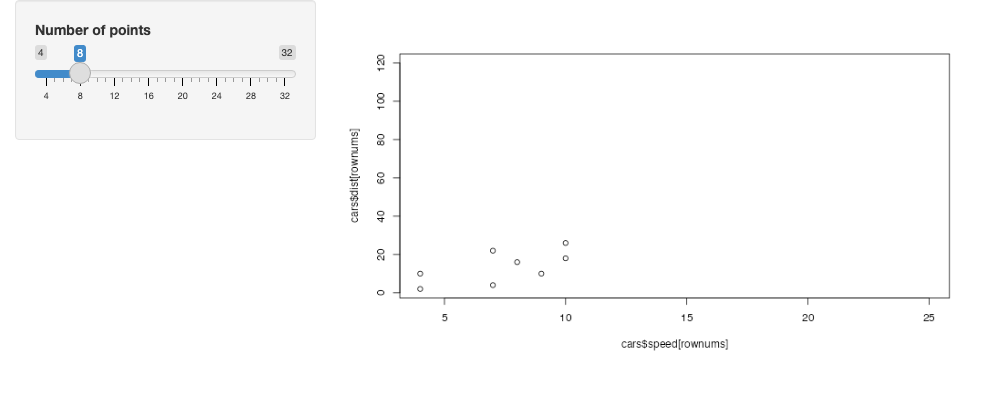 Number of points
4 8 32
4 8 12 16 20 24 28 32
cars$dist[rownums]
120
100
80
60
40
20
0
5 10 15 20 25
cars$speed[rownums]